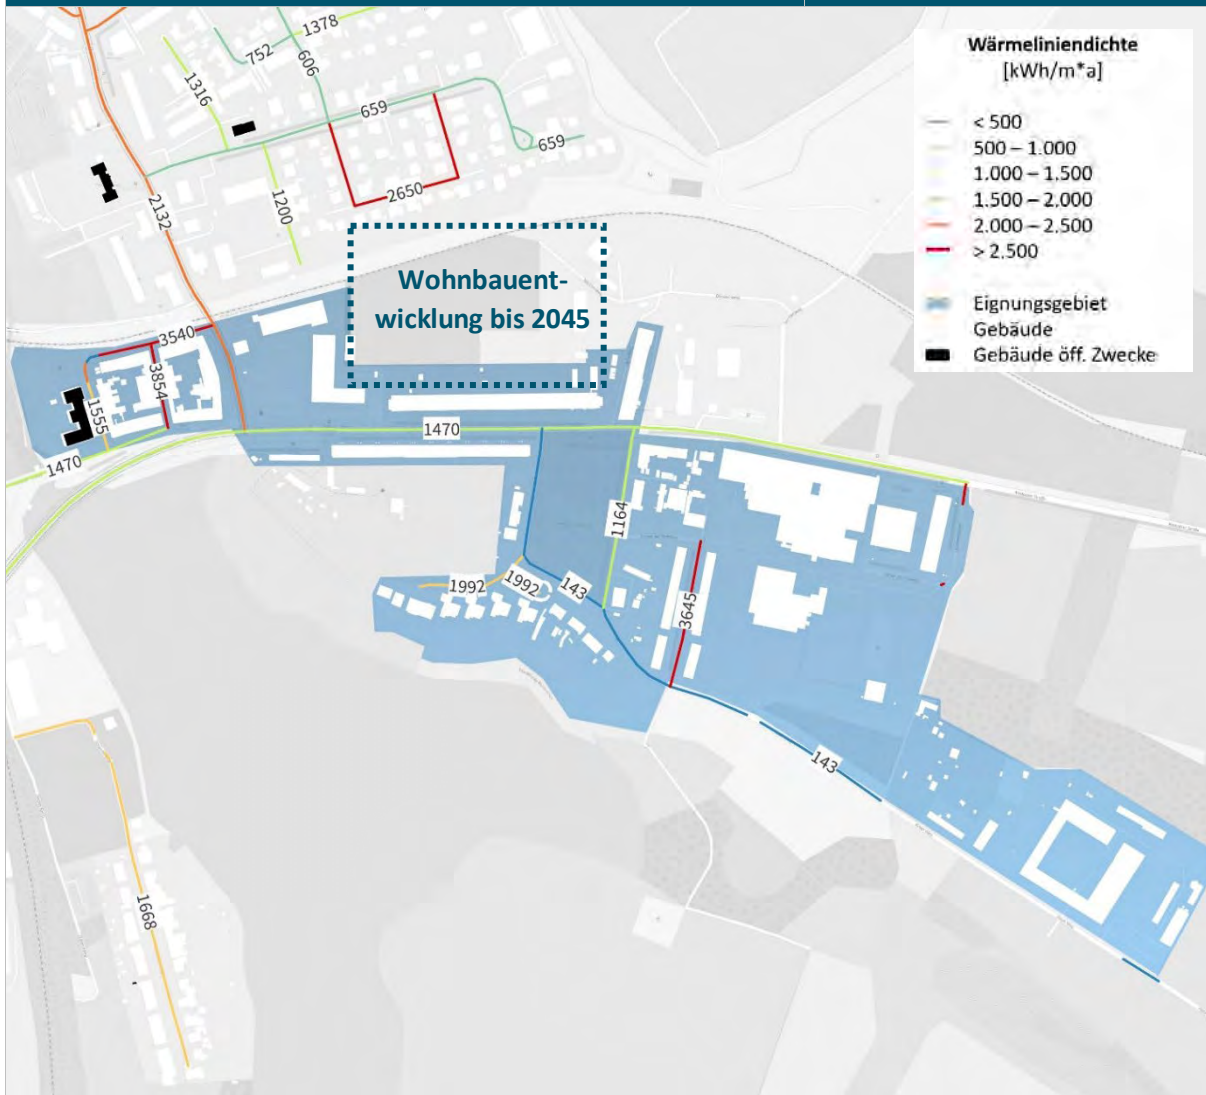 1378
752
606
1316
659
659
2650
1200
2132
Wärmeliniendichte
[kWh/m*a]
< 500
500 – 1.000
1.000 – 1.500
1.500 – 2.000
2.000 – 2.500
> 2.500
Eignungsgebiet
Gebäude
Gebäude öff. Zwecke
Wohnbauent-
wicklung bis 2045
3540
3854
1555
1470
1470
1164
1992
1992
143
3645
143
1668